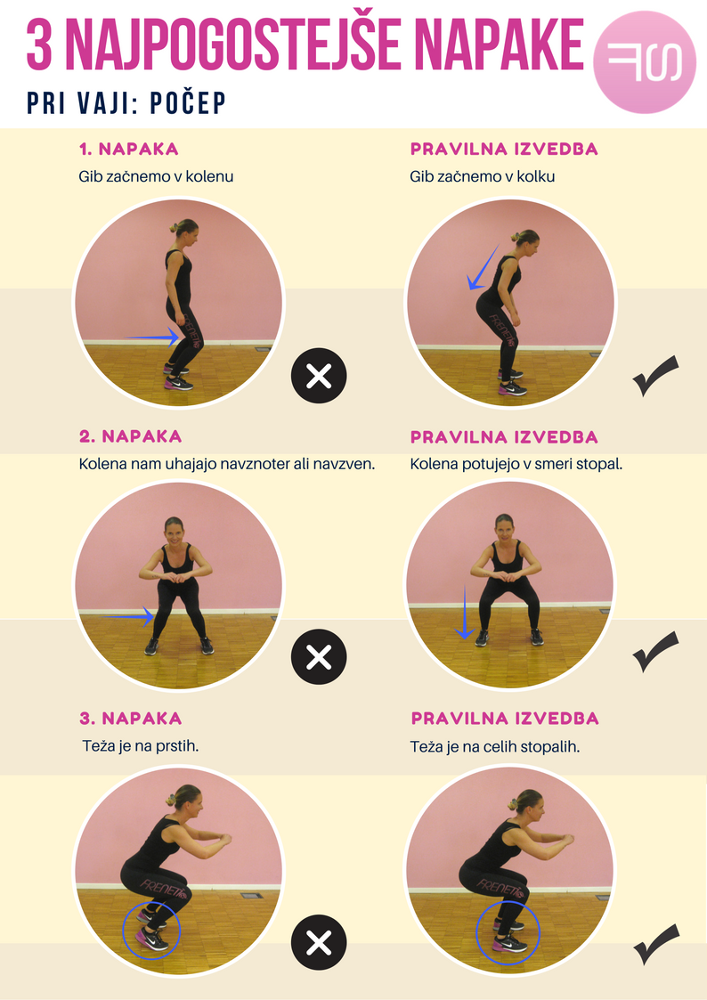 3 NAJPOGOSTEJŠE NAPAKE
PRI VAJI: POČEP
1. NAPAKA
Gib začnemo v kolenu
PRAVILNA IZVEDBA
Gib začnemo v kolku
FRENETIK
2. NAPAKA
Kolena nam uhajajo navznoter ali navzven.
PRAVILNA IZVEDBA
Kolena potujejo v smeri stopal.
3. NAPAKA
Teža je na prstih.
PRAVILNA IZVEDBA
Teža je na celih stopalih.